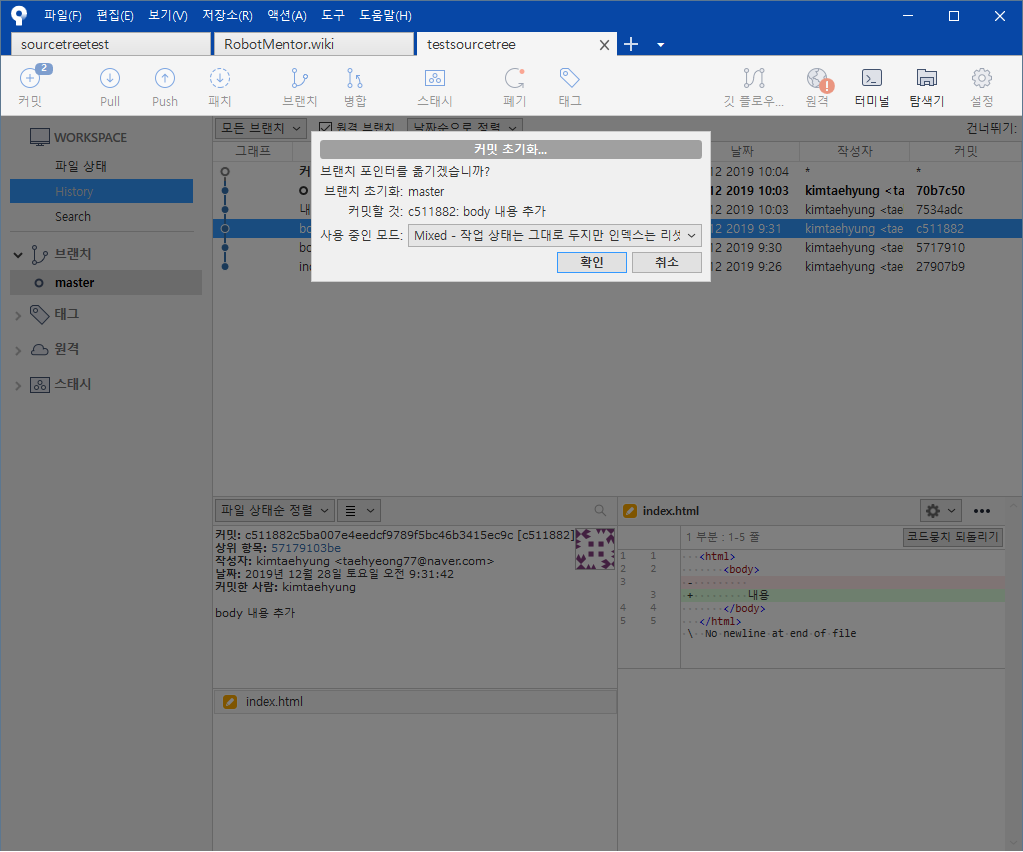 파일(F) 편집(E) 보기(V) 저장소(R) 액션(A) 도구 도움말(H)
sourcetreetest RobotMentor.wiki testsourcetree
2
커밋 Pull Push 패치 브랜치 병합 스태시 폐기 태그 깃 플로우... 원격 터미널 탐색기 설정
WORKSPACE
파일 상태
History
Search
브랜치
master
태그
원격
스태시
모든 브랜치 원격 브랜치 날짜순으로 정렬 건너뛰기:
그래프 날짜 작성자 커밋
12 2019 10:04 * *
12 2019 10:03 kimtaehyung <ta 70b7c50
12 2019 10:03 kimtaehyung <tae 7534adc
12 2019 9:31 kimtaehyung <tae c511882
12 2019 9:30 kimtaehyung <tae 5717910
12 2019 9:26 kimtaehyung <tae 27907b9
커밋 초기화...
브랜치 포인터를 옮기겠습니까?
브랜치 초기화: master
커밋할 것: c511882: body 내용 추가
사용 중인 모드: Mixed - 작업 상태는 그대로 두지만 인덱스는 리셋
확인 취소
파일 상태순 정렬
커밋: c511882c5ba007e4eedcf9789f5bc46b3415ec9c [c511882]
상위 항목: 57179103be
작성자: kimtaehyung <taehyeong77@naver.com>
날짜: 2019년 12월 28일 토요일 오전 9:31:42
커밋한 사람: kimtaehyung
body 내용 추가
index.html
index.html
1 부분 : 1-5 줄 코드뭉치 되돌리기
1 1 <html>
2 2 <body>
3 -
3 + 내용
4 4 </body>
5 5 </html>
\ No newline at end of file